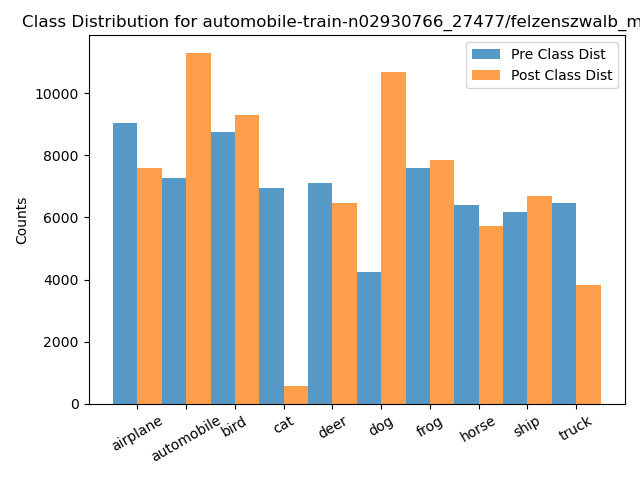 Class Distribution for automobile-train-n02930766_27477/felzenszwalb_m
Pre Class Dist
Post Class Dist
Counts
10000
8000
6000
4000
2000
0
airplane
automobile
bird
cat
deer
dog
frog
horse
ship
truck